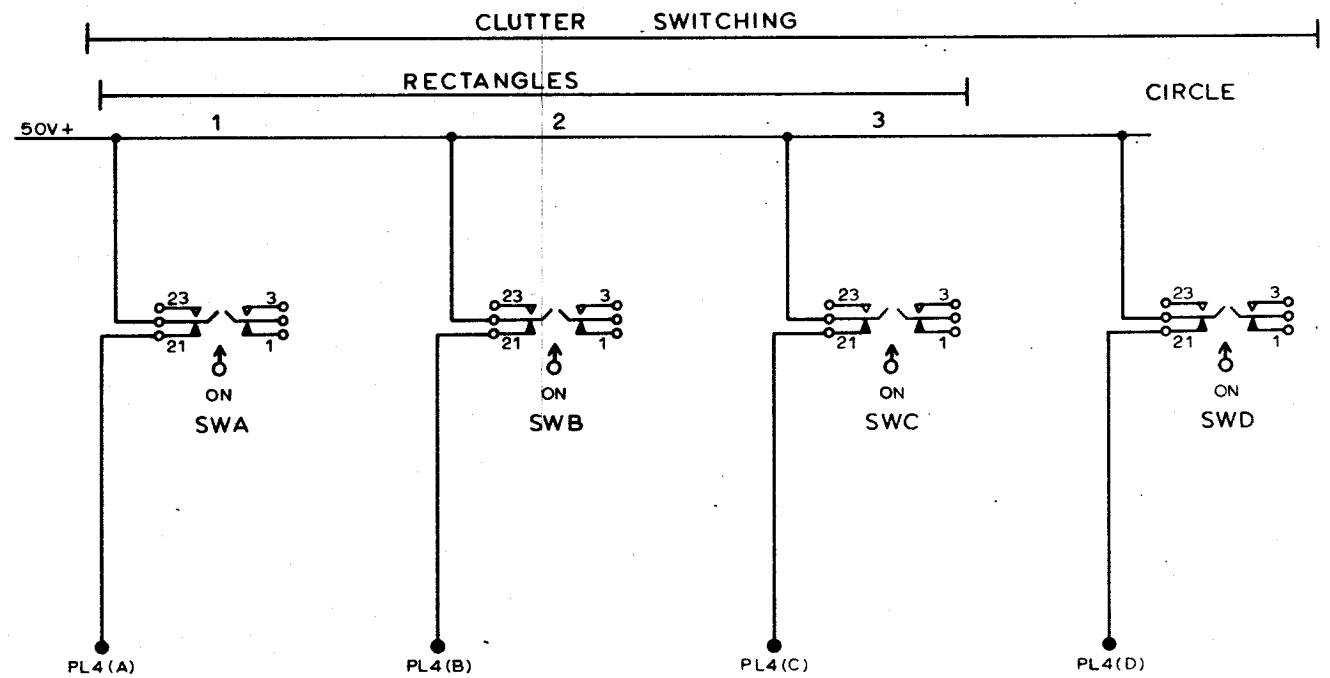 CLUTTER SWITCHING
RECTANGLES
CIRCLE
50V+
1
2
3
23
3
21
1
ON
SWA
23
3
21
1
ON
SWB
23
3
21
1
ON
SWC
23
3
21
1
ON
SWD
PL4(A)
PL4(B)
PL4(C)
PL4(D)